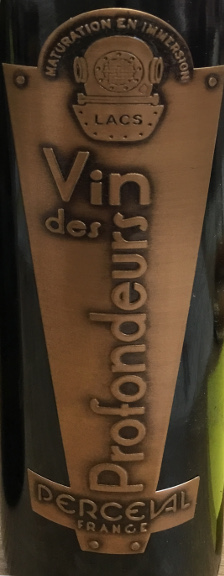 MATURATION EN IMMERSION
LACS
Vin
des
Profondeurs
PERCEVAL
FRANCE